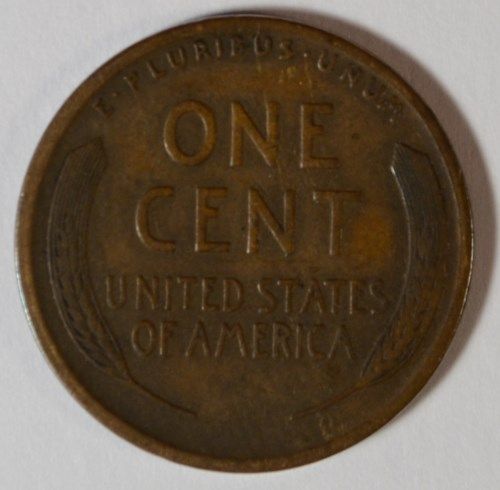 E·PLURIBUS·UNUM
ONE
CENT
UNITED STATES
OF AMERICA